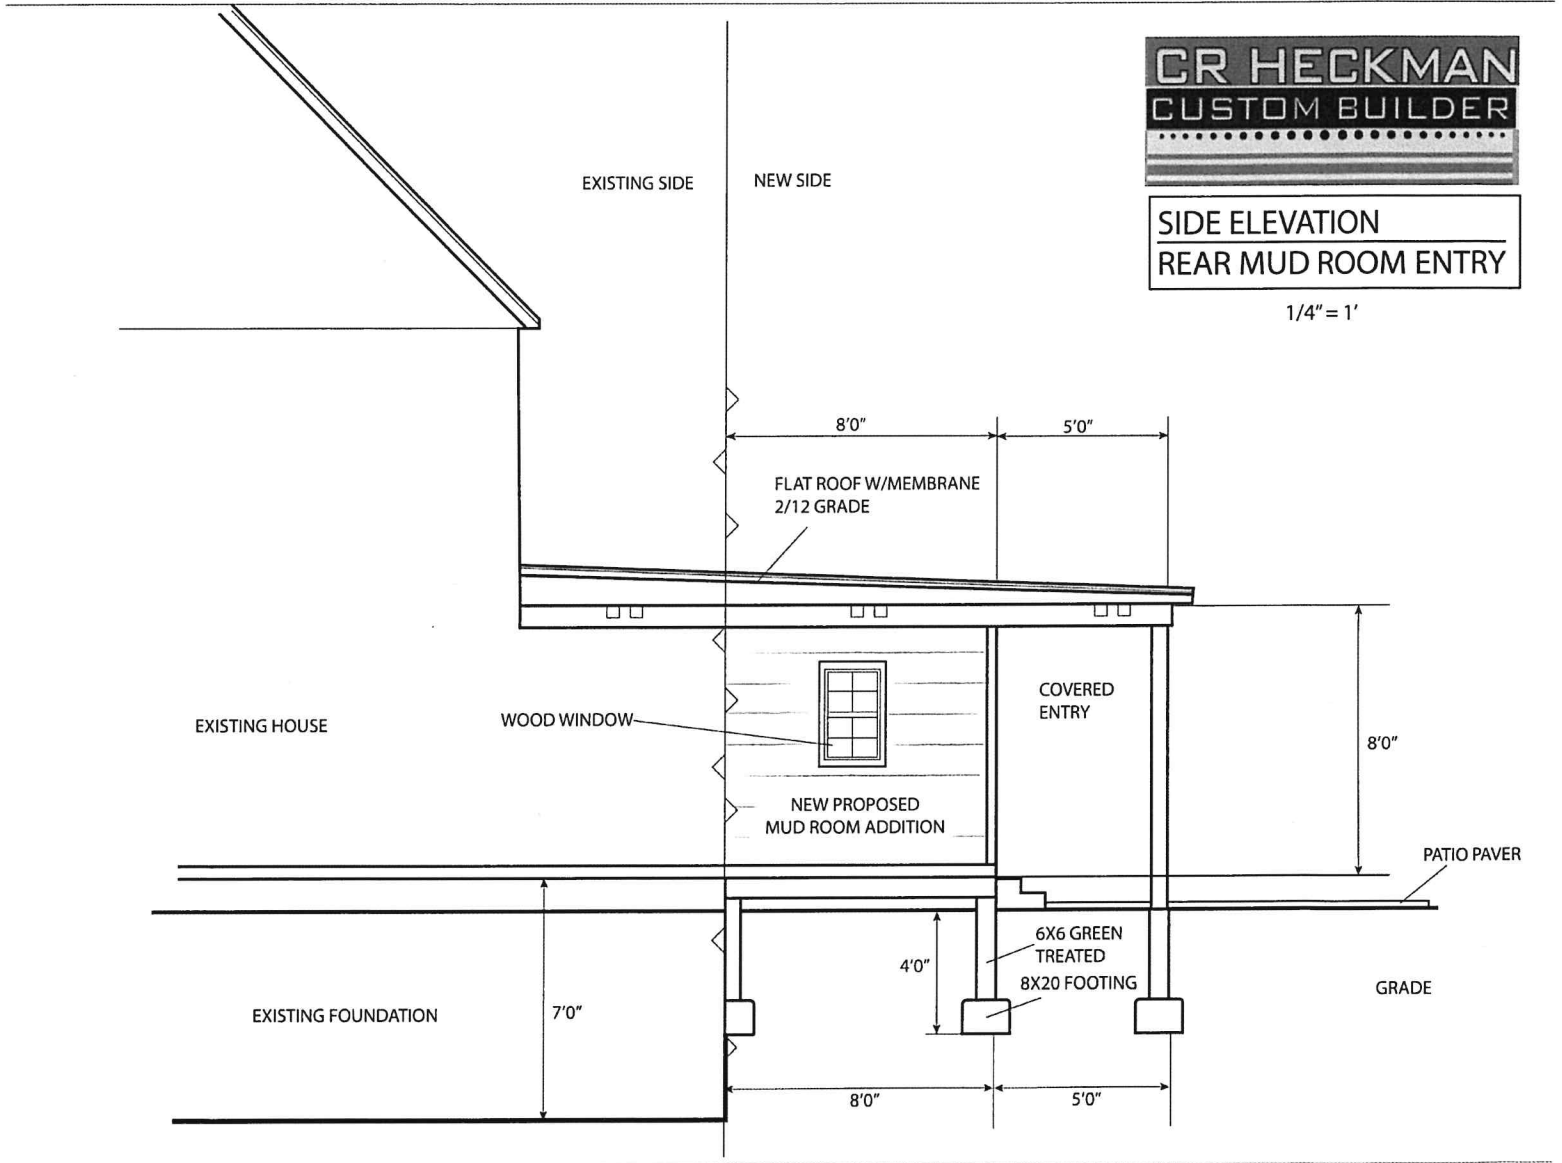 CR HECKMAN
CUSTOM BUILDER
SIDE ELEVATION
REAR MUD ROOM ENTRY
1/4" = 1'
EXISTING SIDE
NEW SIDE
8'0"
5'0"
FLAT ROOF W/MEMBRANE
2/12 GRADE
EXISTING HOUSE
WOOD WINDOW
COVERED
ENTRY
8'0"
NEW PROPOSED
MUD ROOM ADDITION
PATIO PAVER
4'0"
6X6 GREEN
TREATED
8X20 FOOTING
GRADE
EXISTING FOUNDATION
7'0"
8'0"
5'0"